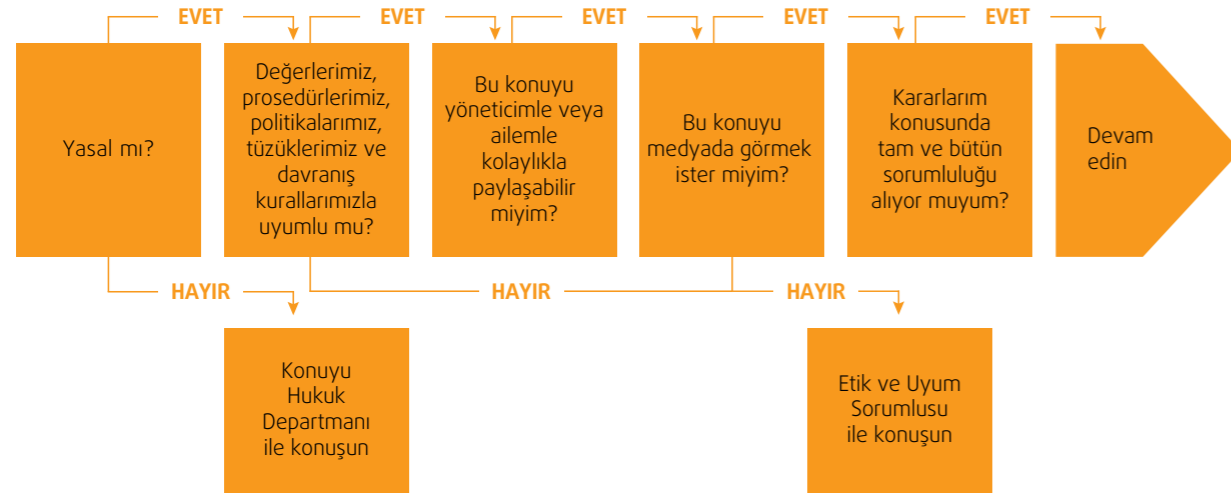 EVET
EVET
EVET
EVET
EVET
Yasal mı?
Değerlerimiz,
prosedürlerimiz,
politikalarımız,
tüzüklerimiz ve
davranış
kurallarımızla
uyumlu mu?
Bu konuyu
yöneticimle veya
ailemle
kolaylıkla
paylaşabilir
miyim?
Bu konuyu
medyada görmek
ister miyim?
Kararlarım
konusunda
tam ve bütün
sorumluluğu
alıyor muyum?
Devam
edin
HAYIR
HAYIR
HAYIR
Konuyu
Hukuk
Departmanı
ile konuşun
Etik ve Uyum
Sorumlusu
ile konuşun